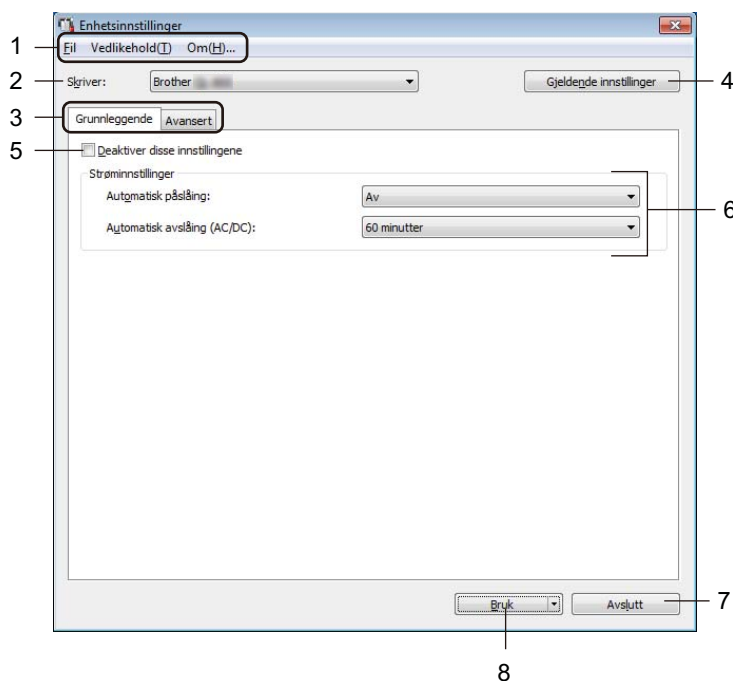 Enhetsinnstillinger
1
Fil Vedlikehold(T) Om(H)...
2
Skriver: Brother
Gjeldende innstillinger
4
3
Grunnleggende Avansert
5
Deaktiver disse innstillingene
Strøminnstillinger
Automatisk påslåing: Av
6
Automatisk avslåing (AC/DC): 60 minutter
Bruk
Avslutt
7
8